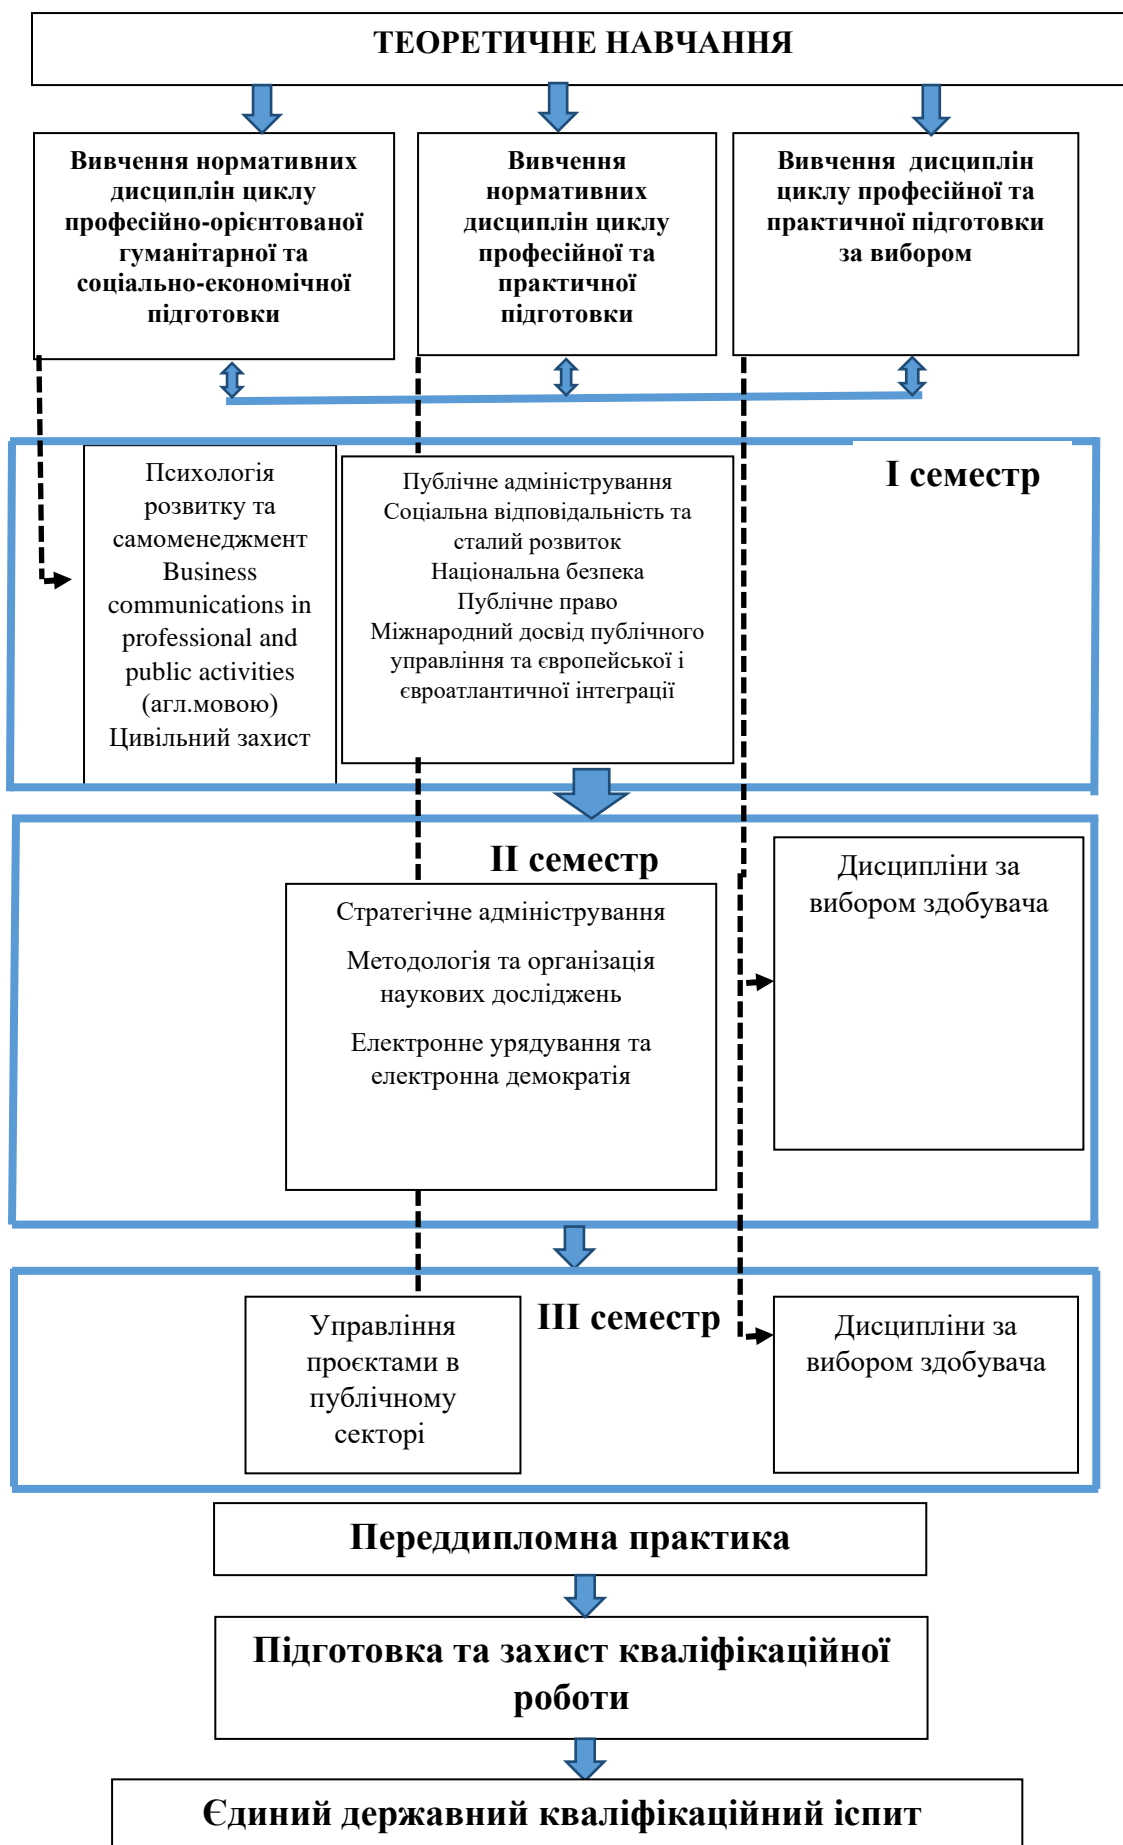 ТЕОРЕТИЧНЕ НАВЧАННЯ
Вивчення нормативних
дисциплін циклу
професійно-орієнтованої
гуманітарної та
соціально-економічної
підготовки
Вивчення
нормативних
дисциплін циклу
професійної та
практичної
підготовки
Вивчення дисциплін
циклу професійної та
практичної підготовки
за вибором
І семестр
Психологія
розвитку та
самоменеджмент
Business
communications in
professional and
public activities
(агл.мовою)
Цивільний захист
Публічне адміністрування
Соціальна відповідальність та
сталий розвиток
Національна безпека
Публічне право
Міжнародний досвід публічного
управління та європейської і
євроатлантичної інтеграції
ІІ семестр
Стратегічне адміністрування
Методологія та організація
наукових досліджень
Електронне урядування та
електронна демократія
Дисципліни за
вибором здобувача
ІІІ семестр
Управління
проєктами в
публічному
секторі
Дисципліни за
вибором здобувача
Переддипломна практика
Підготовка та захист кваліфікаційної
роботи
Єдиний державний кваліфікаційний іспит